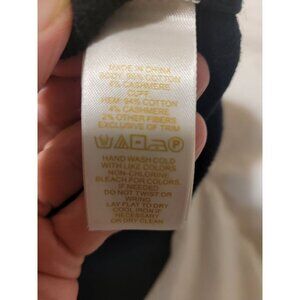 MADE IN CHINA
BODY: 96% COTTON
4% CASHMERE
CUFF
HEM: 94% COTTON
4% CASHMERE
2% OTHER FIBERS
EXCLUSIVE OF TRIM
P
HAND WASH COLD
WITH LIKE COLORS.
NON-CHLORINE
BLEACH FOR COLORS.
IF NEEDED
DO NOT TWIST OR
WRING
LAY FLAT TO DRY
COOL IRON IF
NECESSARY
OR DRY CLEAN